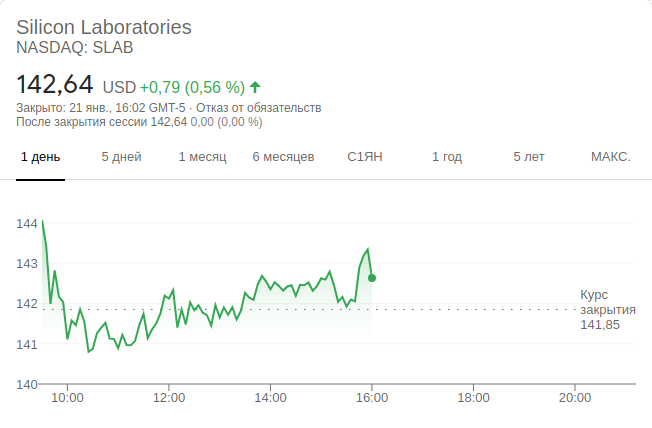 Silicon Laboratories
NASDAQ: SLAB
142,64 USD +0,79 (0,56 %)
Закрыто: 21 янв., 16:02 GMT-5 · Отказ от обязательств
После закрытия сессии 142,64 0,00 (0,00 %)
1 день 5 дней 1 месяц 6 месяцев С1ЯН 1 год 5 лет МАКС.
144
143
142
141
140
Курс
закрытия
141,85
10:00 12:00 14:00 16:00 18:00 20:00